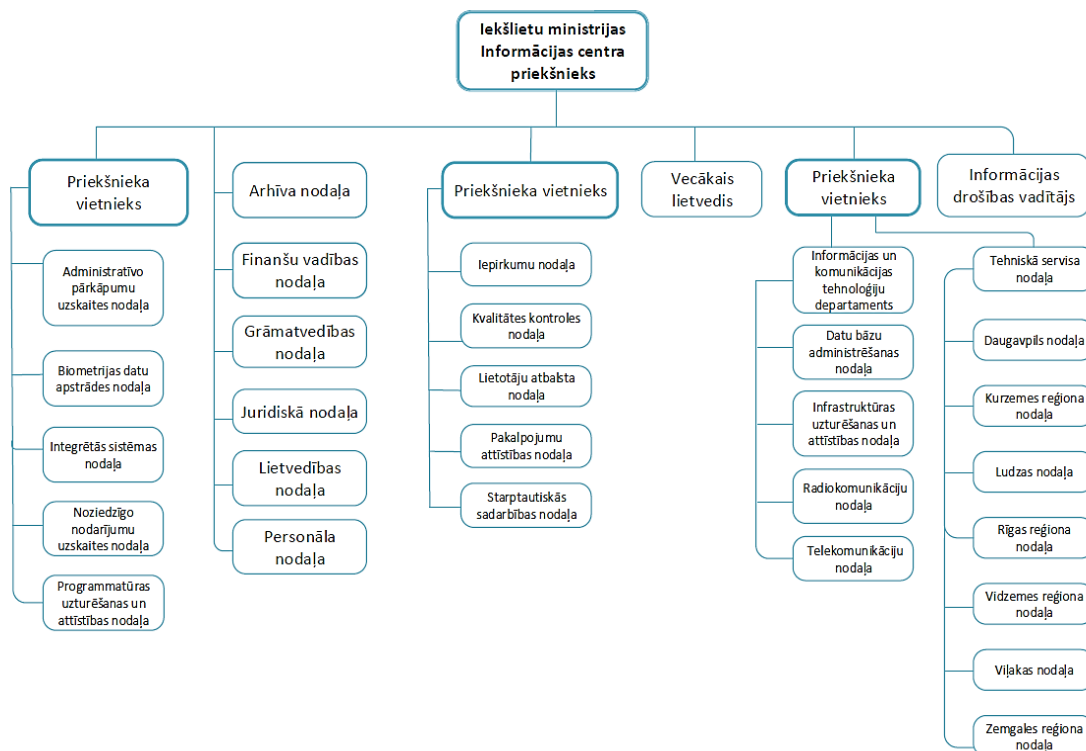 Iekšlietu ministrijas
Informācijas centra
priekšnieks
Priekšnieka
vietnieks
Administratīvo
pārkāpumu
uzskaites nodaļa
Biometrijas datu
apstrādes nodaļa
Integrētās sistēmas
nodaļa
Noziedzīgo
nodarījumu
uzskaites nodaļa
Programmatūras
uzturēšanas un
attīstības nodaļa
Arhīva nodaļa
Finanšu vadības
nodaļa
Grāmatvedības
nodaļa
Juridiskā nodaļa
Lietvedības
nodaļa
Personāla
nodaļa
Priekšnieka vietnieks
Iepirkumu nodaļa
Kvalitātes kontroles
nodaļa
Lietotāju atbalsta
nodaļa
Pakalpojumu
attīstības nodaļa
Starptautiskās
sadarbības nodaļa
Vecākais
lietvedis
Priekšnieka
vietnieks
Informācijas un
komunikācijas
tehnoloģiju
departaments
Datu bāzu
administrēšanas
nodaļa
Infrastruktūras
uzturēšanas un
attīstības nodaļa
Radiokomunikāciju
nodaļa
Telekomunikāciju
nodaļa
Informācijas
drošības vadītājs
Tehniskā servisa
nodaļa
Daugavpils nodaļa
Kurzemes reģiona
nodaļa
Ludzas nodaļa
Rīgas reģiona
nodaļa
Vidzemes reģiona
nodaļa
Viļakas nodaļa
Zemgales reģiona
nodaļa